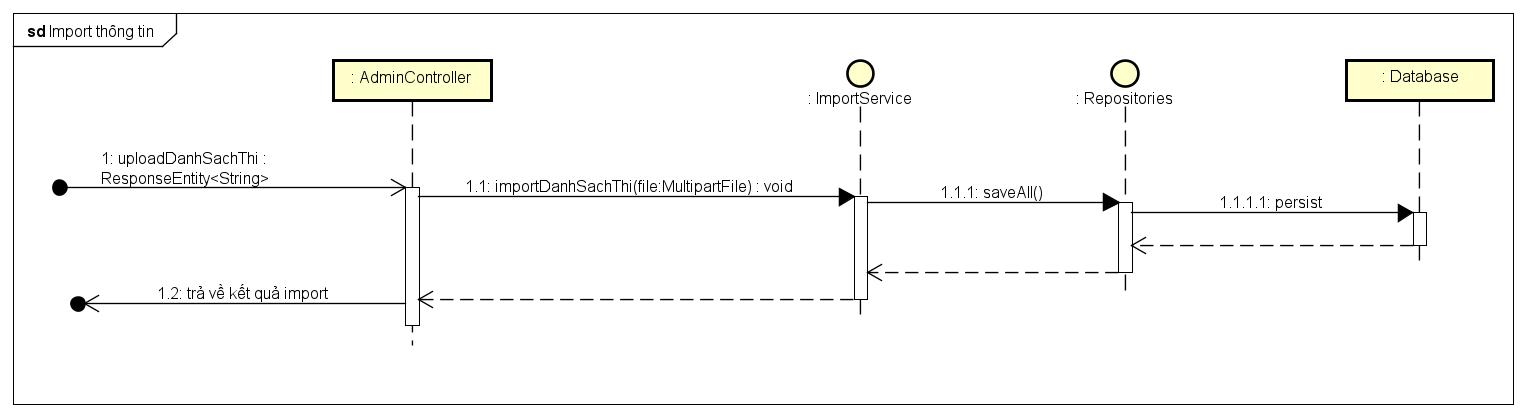 sd Import thông tin
: AdminController
: ImportService
: Repositories
: Database
1: uploadDanhSachThi :
ResponseEntity<String>
1.1: importDanhSachThi(file:MultipartFile) : void
1.1.1: saveAll()
1.1.1.1: persist
1.2: trả về kết quả import